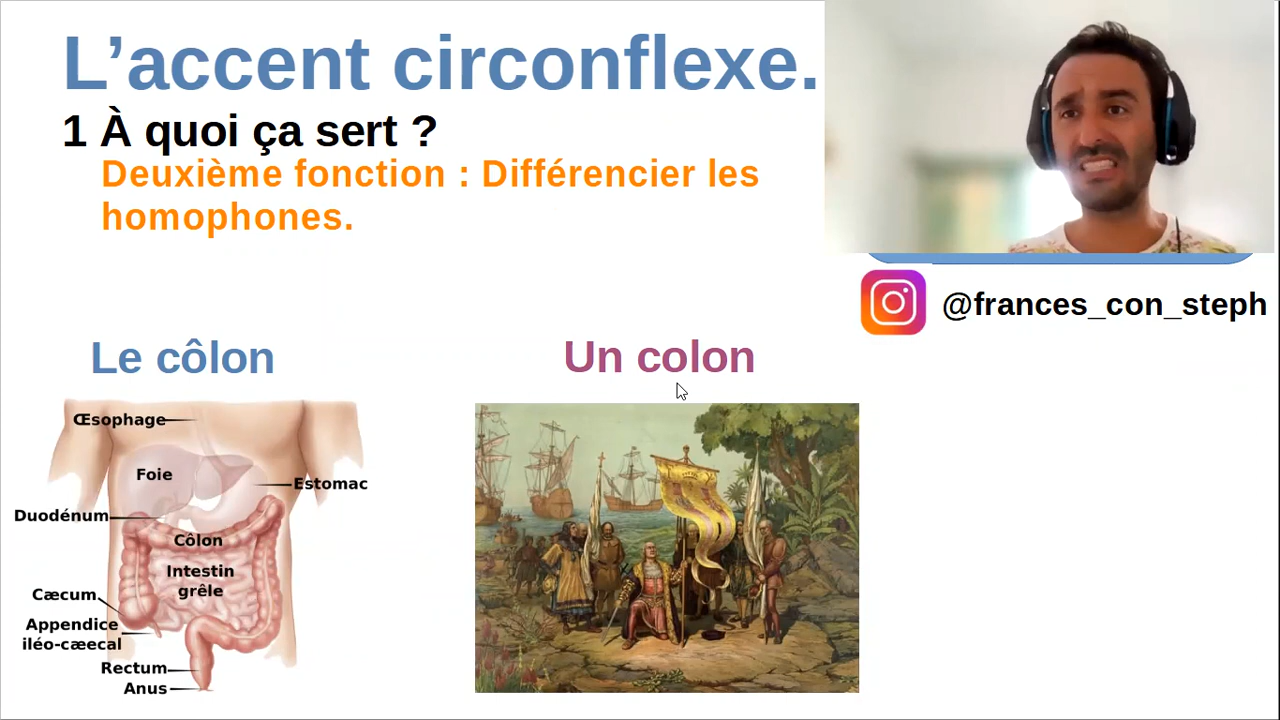 L’accent circonflexe.
1 À quoi ça sert ?
Deuxième fonction : Différencier les
homophones.
@frances_con_steph
Le côlon
Un colon
Œsophage
Foie
Estomac
Duodénum
Côlon
Intestin
grêle
Cæcum
Appendice
iléo-cæecal
Rectum
Anus